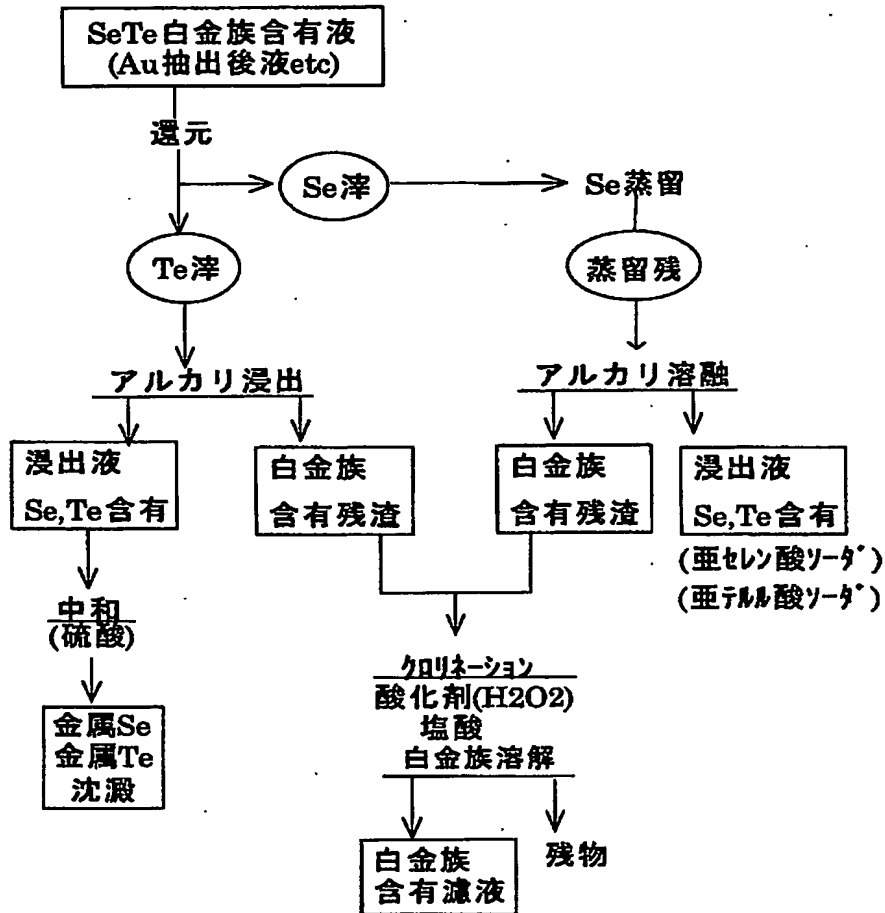 SeTe白金族含有液
(Au抽出後液etc)
還元
Se滓
Se蒸留
Te滓
蒸留残
アルカリ浸出
アルカリ溶融
浸出液
Se,Te含有
白金族
含有残渣
白金族
含有残渣
浸出液
Se,Te含有
(亜セレン酸ソーダ)
(亜テルル酸ソーダ)
中和
(硫酸)
クロリネーション
酸化剤(H2O2)
塩酸
白金族溶解
金属Se
金属Te
沈澱
白金族
含有濾液
残物